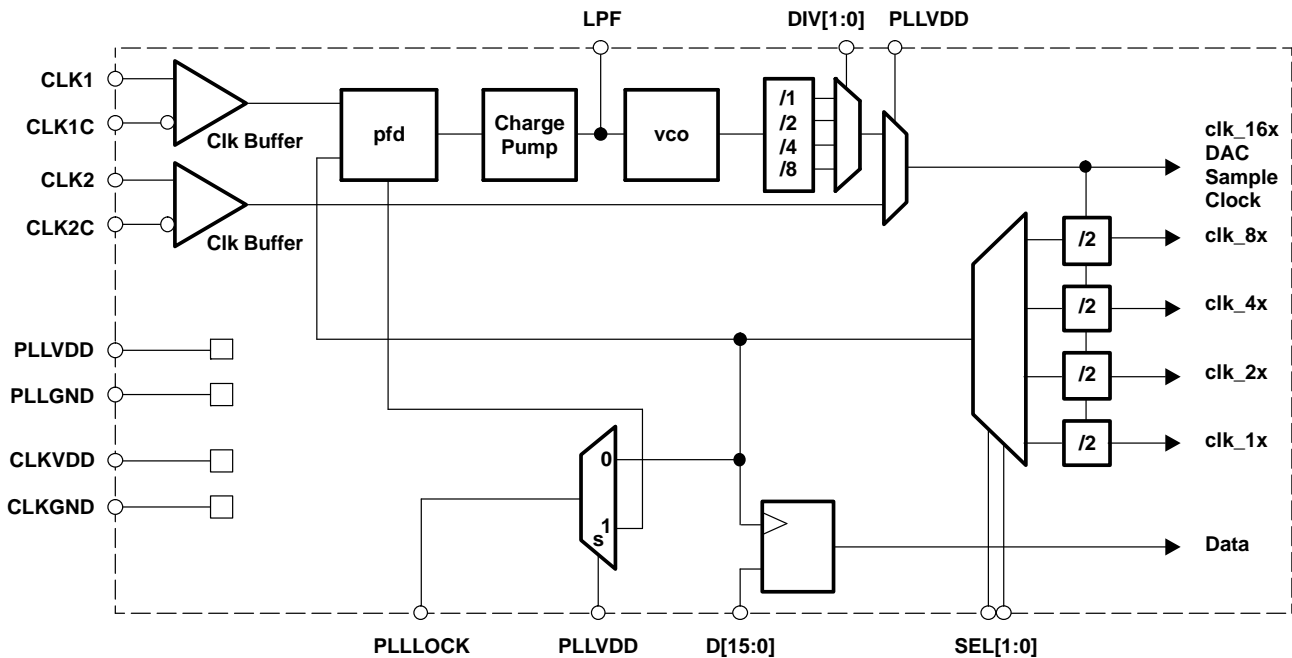 LPF
DIV[1:0]
PLLVDD
CLK1
CLK1C
Clk Buffer
CLK2
CLK2C
Clk Buffer
pfd
Charge
Pump
vco
/1
/2
/4
/8
clk_16x
DAC
Sample
Clock
/2
clk_8x
/2
clk_4x
/2
clk_2x
/2
clk_1x
PLLVDD
PLLGND
CLKVDD
CLKGND
0
1
s
Data
PLLLOCK
PLLVDD
D[15:0]
SEL[1:0]